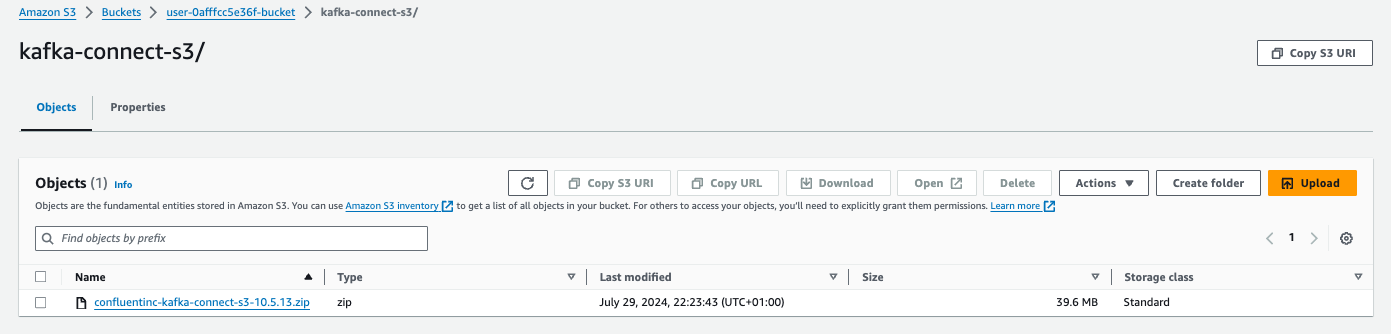 Amazon S3 > Buckets > user-0afffcc5e36f-bucket > kafka-connect-s3/
kafka-connect-s3/
Copy S3 URI
Objects Properties
Objects (1) Info
Copy S3 URI Copy URL Download Open Delete Actions Create folder Upload
Objects are the fundamental entities stored in Amazon S3. You can use Amazon S3 inventory to get a list of all objects in your bucket. For others to access your objects, you'll need to explicitly grant them permissions. Learn more
Find objects by prefix
1
Name Type Last modified Size Storage class
confluentinc-kafka-connect-s3-10.5.13.zip zip July 29, 2024, 22:23:43 (UTC+01:00) 39.6 MB Standard